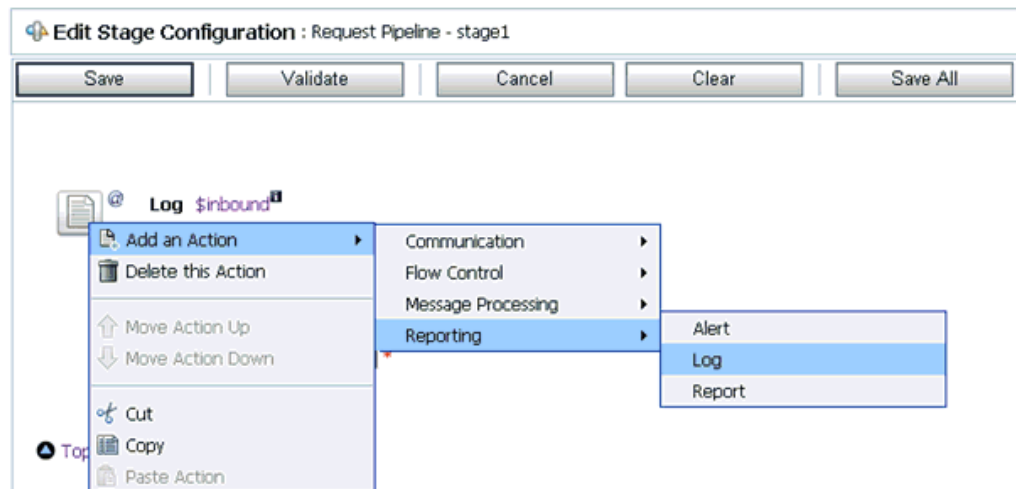 Edit Stage Configuration : Request Pipeline - stage1
Save Validate Cancel Clear Save All
@ Log $inbound
Add an Action
Delete this Action
Move Action Up
Move Action Down
Cut
Copy
Paste Action
Communication
Flow Control
Message Processing
Reporting
*
Alert
Log
Report
Top